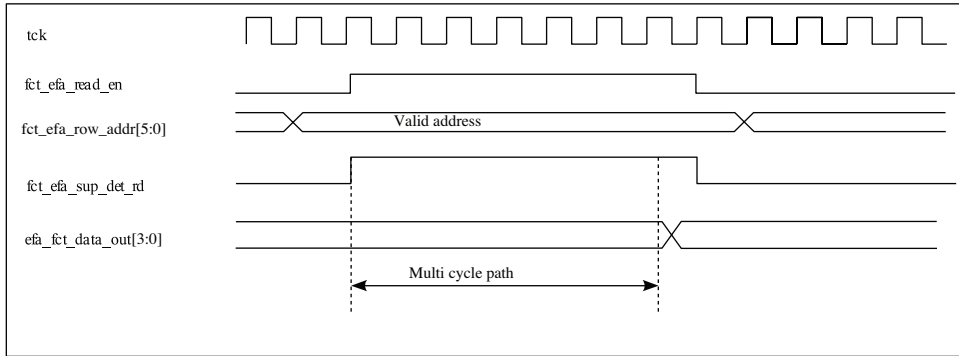 tck
fct_efa_read_en
fct_efa_row_addr[5:0]
Valid address
fct_efa_sup_det_rd
efa_fct_data_out[3:0]
Multi cycle path